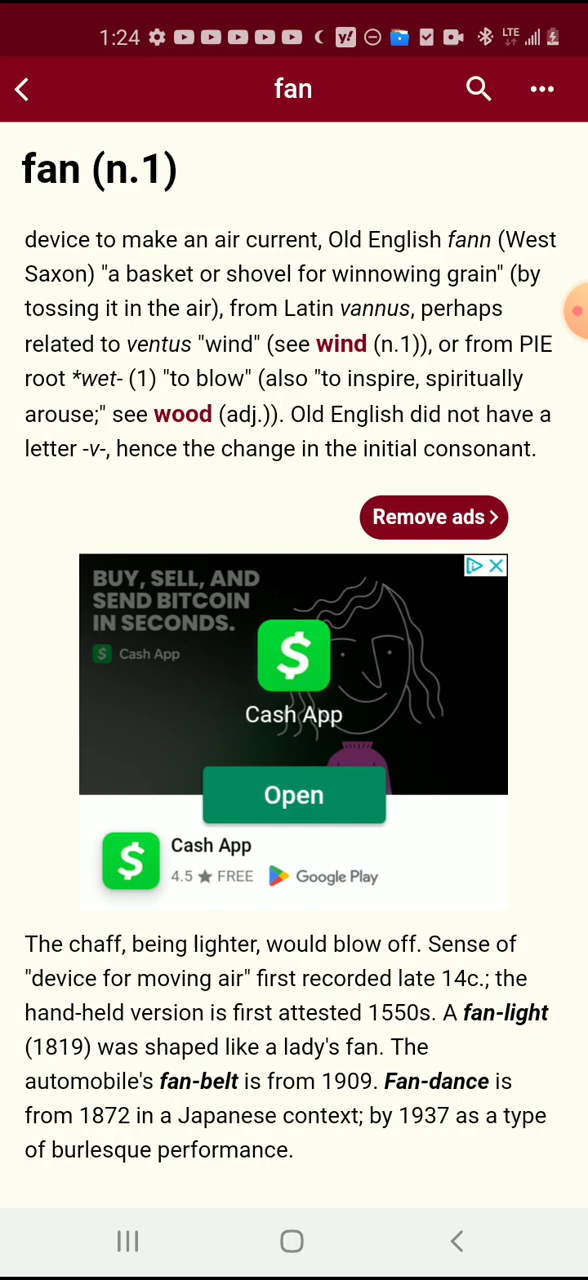 1:24
LTE
fan
fan (n.1)
device to make an air current, Old English fann (West
Saxon) "a basket or shovel for winnowing grain" (by
tossing it in the air), from Latin vannus, perhaps
related to ventus "wind" (see wind (n.1)), or from PIE
root *wet- (1) "to blow" (also "to inspire, spiritually
arouse;" see wood (adj.)). Old English did not have a
letter -v-, hence the change in the initial consonant.
Remove ads
BUY, SELL, AND
SEND BITCOIN
IN SECONDS.
$ Cash App
$
Cash App
Open
$
Cash App
4.5 ★ FREE Google Play
The chaff, being lighter, would blow off. Sense of
"device for moving air" first recorded late 14c.; the
hand-held version is first attested 1550s. A fan-light
(1819) was shaped like a lady's fan. The
automobile's fan-belt is from 1909. Fan-dance is
from 1872 in a Japanese context; by 1937 as a type
of burlesque performance.